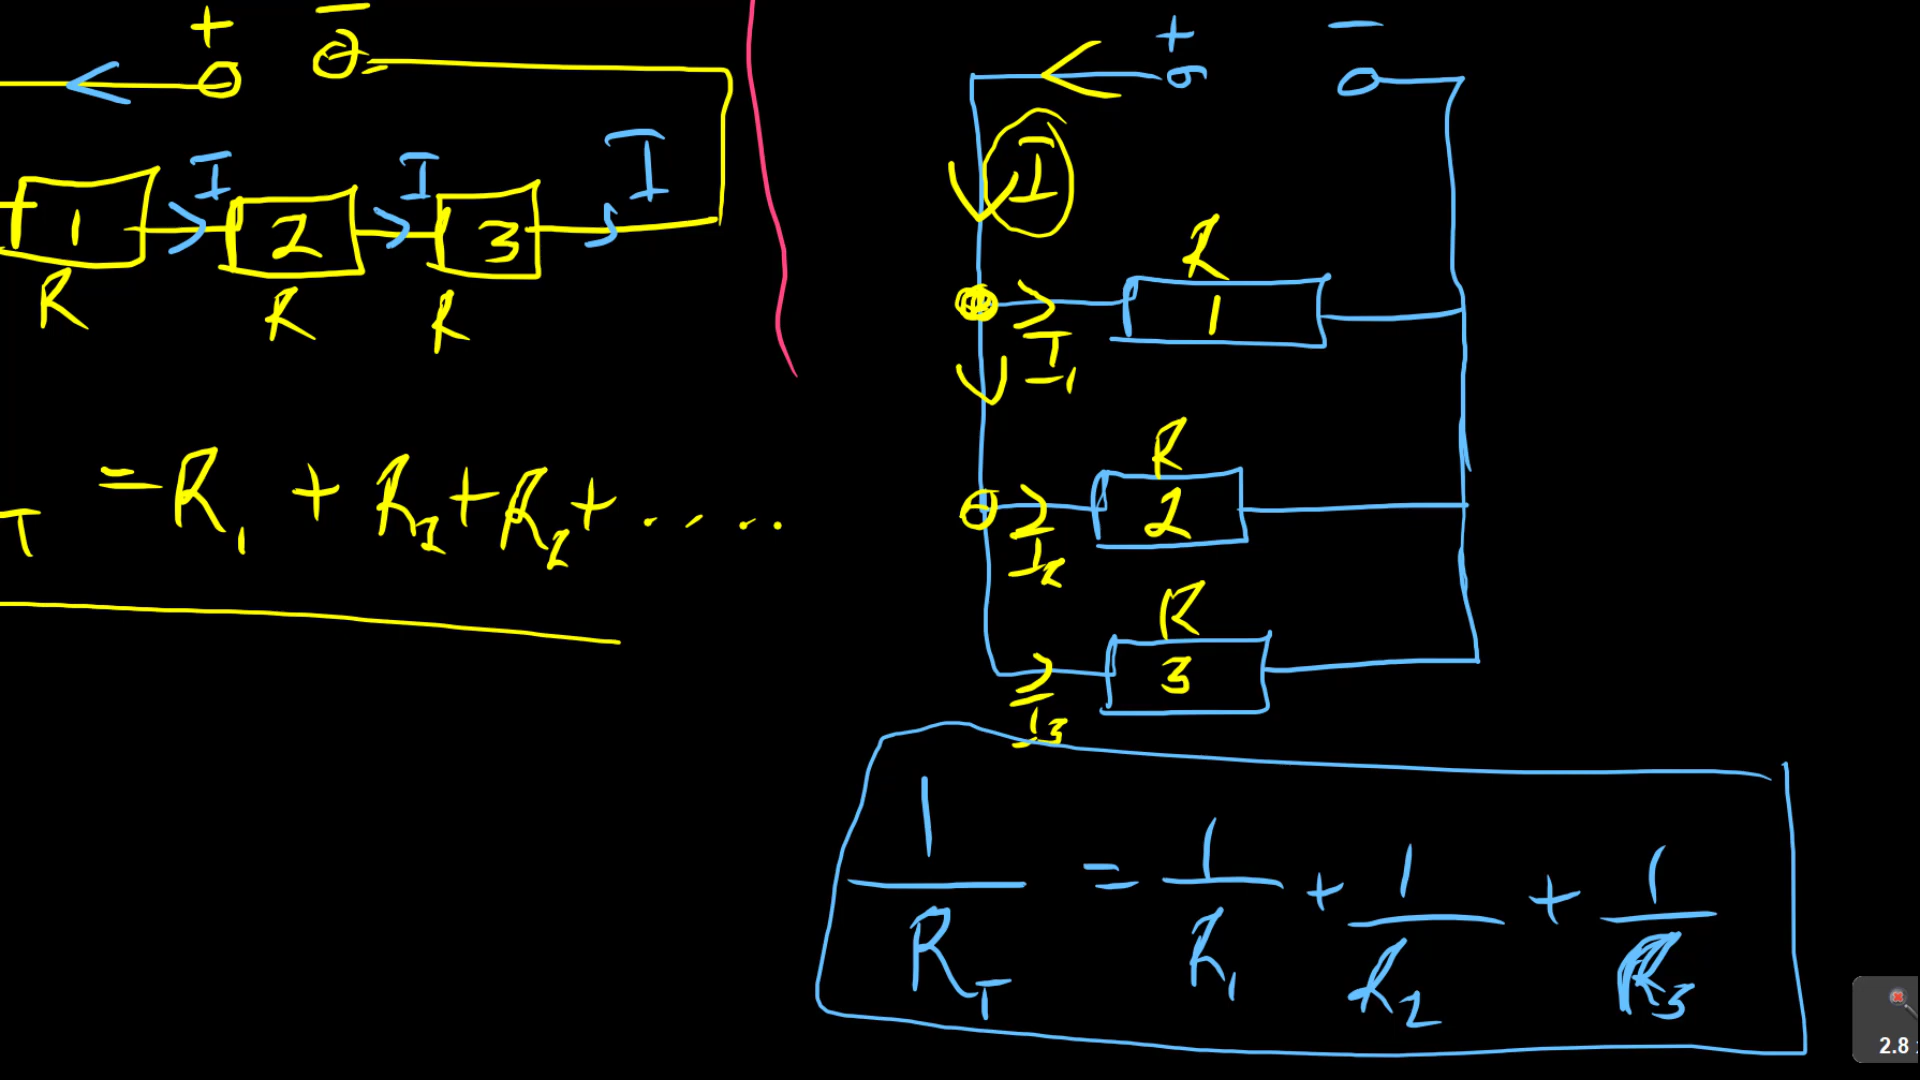 + −
I I I
1 2 3
R R R
T = R1 + R2 + R2 + ....
+ −
I
R
1
I1
R
2
I2
R
3
I3
1/RT = 1/R1 + 1/R2 + 1/R3
2.8